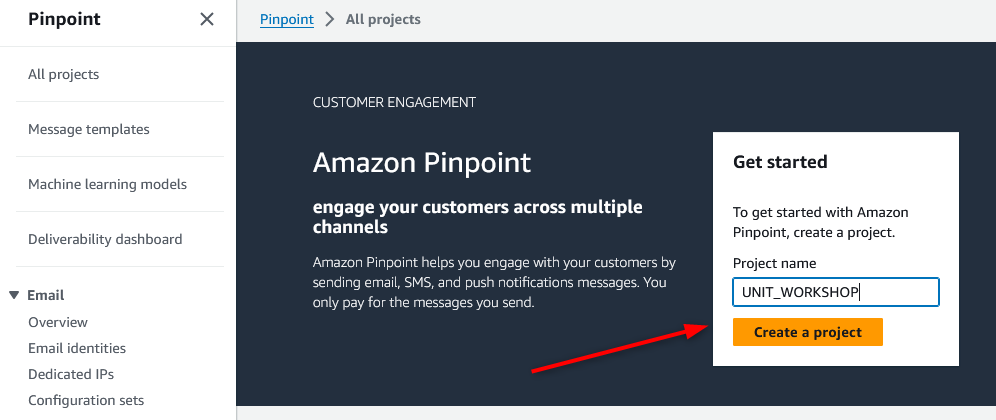 Pinpoint
All projects
Message templates
Machine learning models
Deliverability dashboard
Email
Overview
Email identities
Dedicated IPs
Configuration sets
Pinpoint > All projects
CUSTOMER ENGAGEMENT
Amazon Pinpoint
engage your customers across multiple
channels
Amazon Pinpoint helps you engage with your customers by
sending email, SMS, and push notifications messages. You
only pay for the messages you send.
Get started
To get started with Amazon
Pinpoint, create a project.
Project name
UNIT_WORKSHOP
Create a project